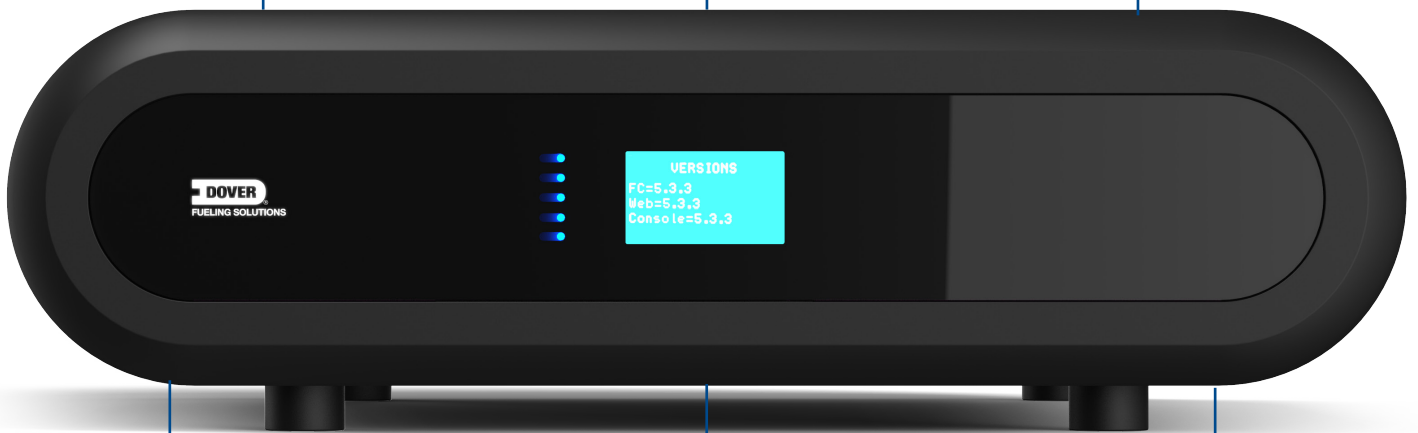 DOVER
FUELING SOLUTIONS
VERSIONS
FC=5.3.3
Web=5.3.3
Console=5.3.3